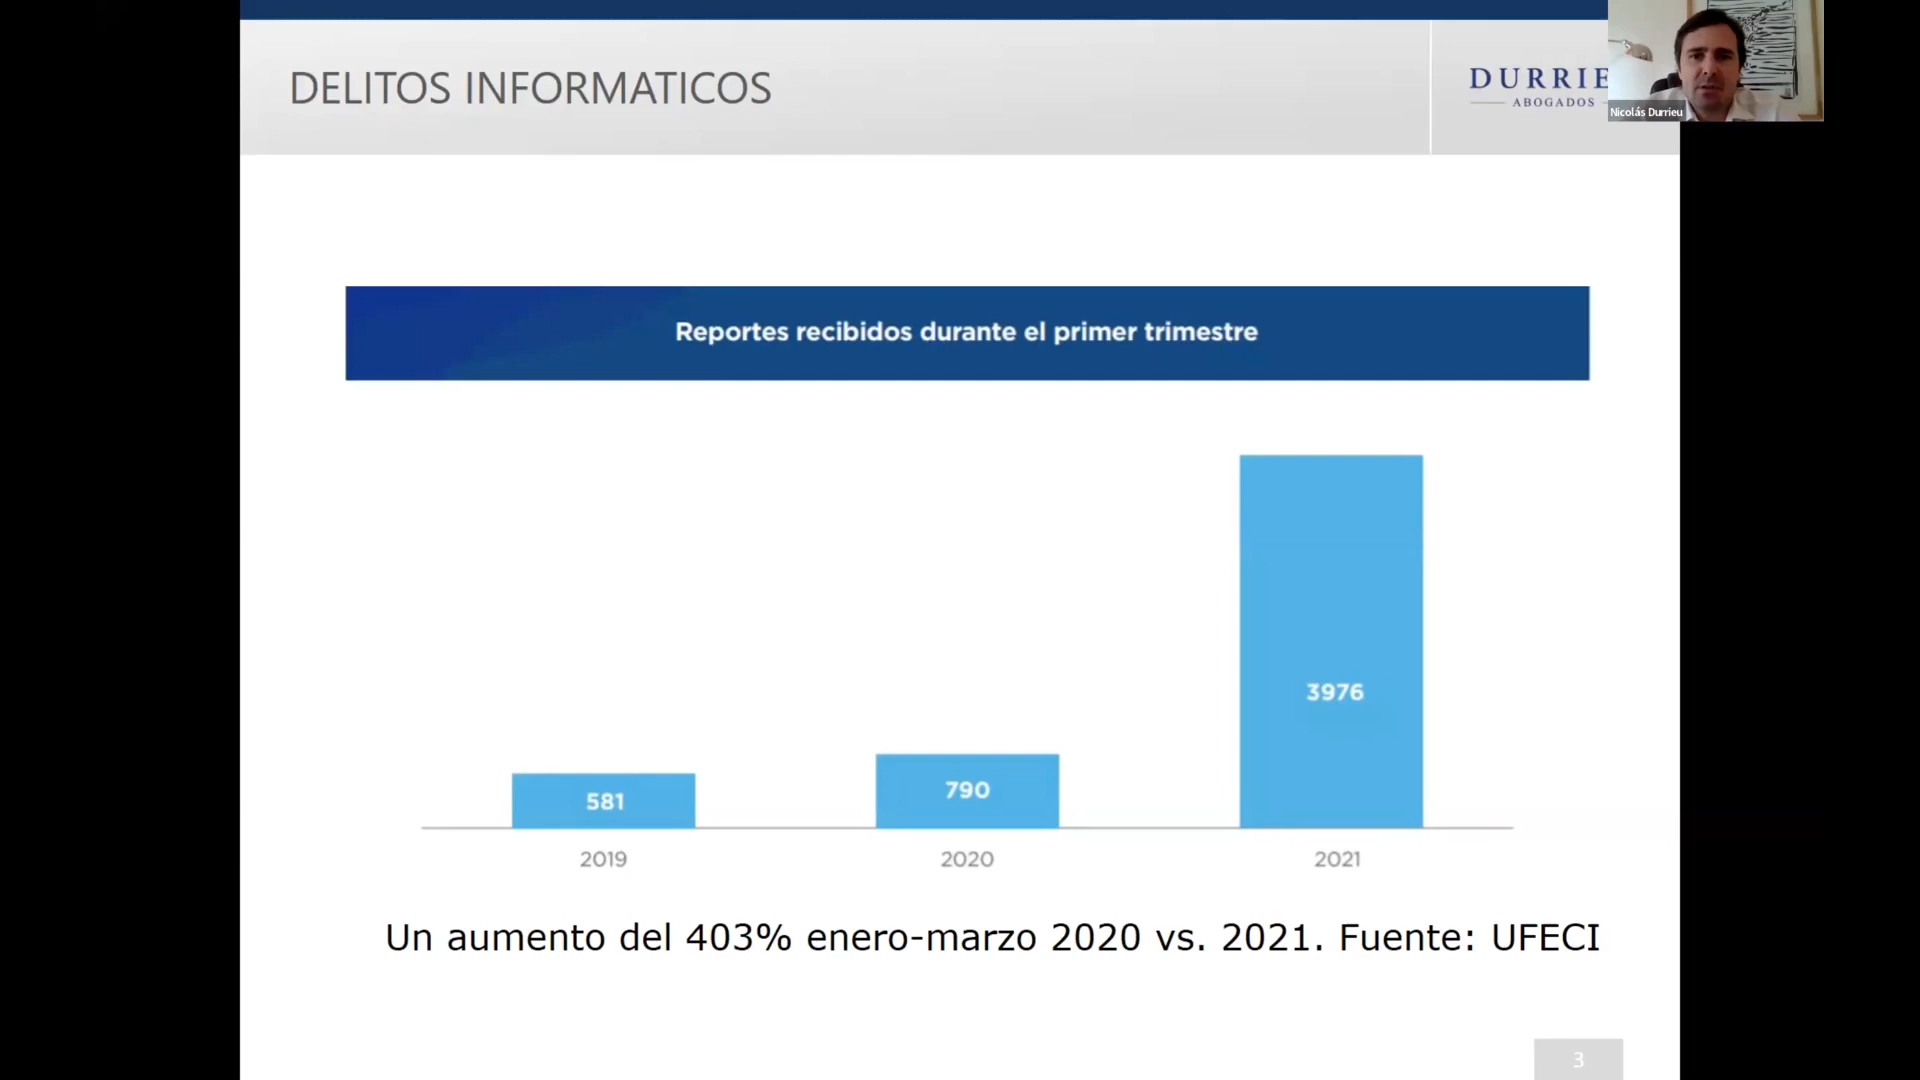 DELITOS INFORMATICOS
DURRIE
ABOGADOS
Nicolás Durrieu
Reportes recibidos durante el primer trimestre
3976
581
790
2019
2020
2021
Un aumento del 403% enero-marzo 2020 vs. 2021. Fuente: UFECI
3